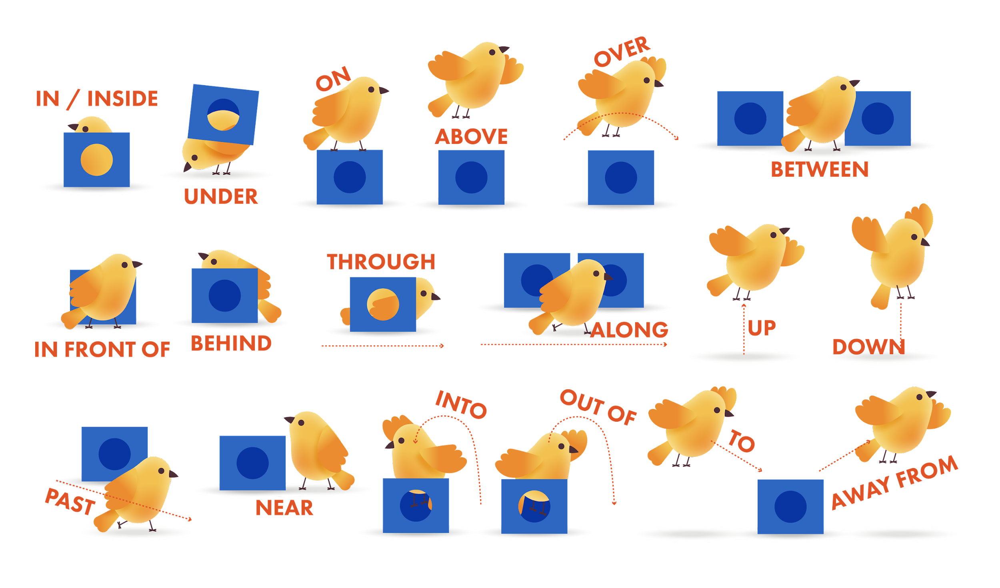 IN / INSIDE
UNDER
ON
ABOVE
OVER
BETWEEN
IN FRONT OF
BEHIND
THROUGH
ALONG
UP
DOWN
PAST
NEAR
INTO
OUT OF
TO
AWAY FROM